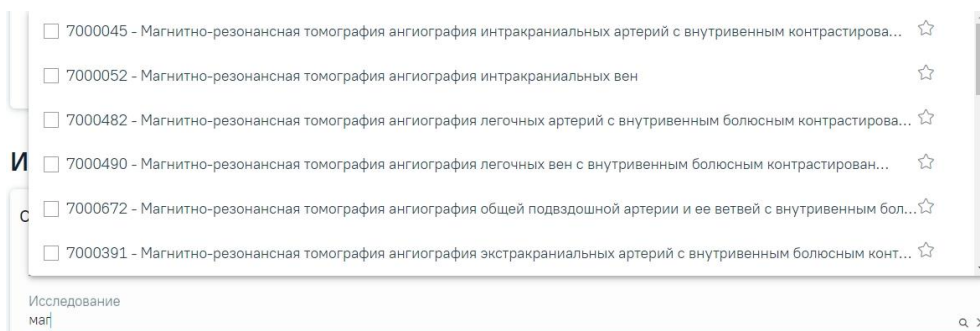 7000045 - Магнитно-резонансная томография ангиография интракраниальных артерий с внутривенным контрастирова...
7000052 - Магнитно-резонансная томография ангиография интракраниальных вен
7000482 - Магнитно-резонансная томография ангиография легочных артерий с внутривенным болюсным контрастирова...
7000490 - Магнитно-резонансная томография ангиография легочных вен с внутривенным болюсным контрастирован...
7000672 - Магнитно-резонансная томография ангиография общей подвздошной артерии и ее ветвей с внутривенным бол...
7000391 - Магнитно-резонансная томография ангиография экстракраниальных артерий с внутривенным болюсным конт...
Исследование
маг